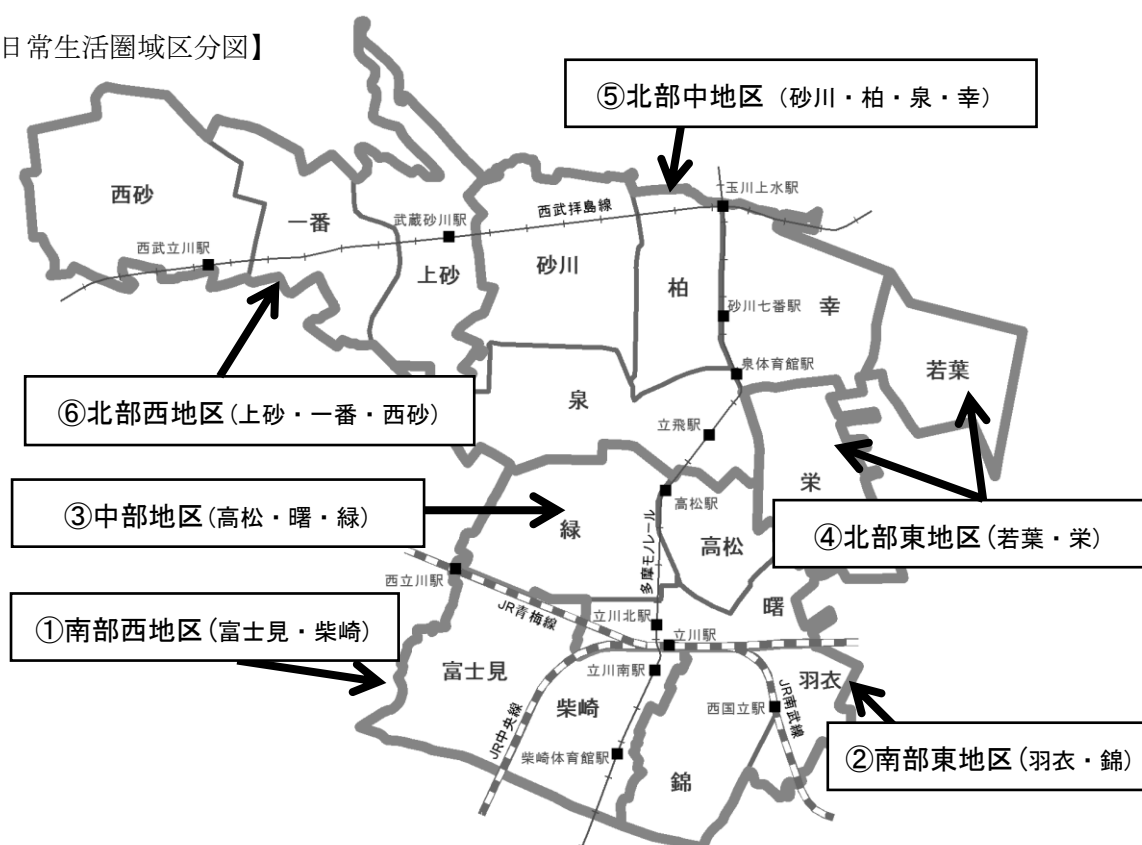 日常生活圏域区分図】
⑤北部中地区（砂川・柏・泉・幸）
玉川上水駅
西武拝島線
西砂
一番
武蔵砂川駅
西武立川駅
上砂
砂川
柏
砂川七番駅
幸
泉体育館駅
若葉
⑥北部西地区(上砂・一番・西砂)
泉
立飛駅
栄
③中部地区(高松・曙・緑)
高松駅
緑
高松
多摩モノレール
④北部東地区(若葉・栄)
西立川駅
JR青梅線
曙
①南部西地区(富士見・柴崎)
立川北駅
立川駅
立川南駅
富士見
羽衣
柴崎
西国立駅
JR南武線
JR中央線
②南部東地区(羽衣・錦)
柴崎体育館駅
錦